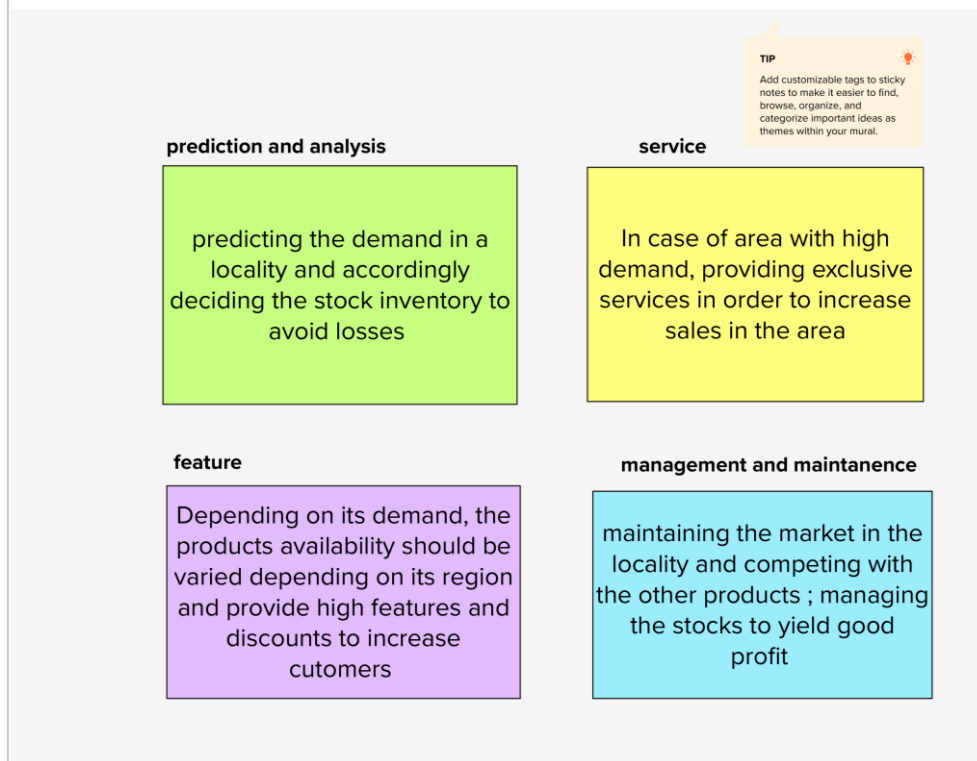 TIP
Add customizable tags to sticky
notes to make it easier to find,
browse, organize, and
categorize important ideas as
themes within your mural.
prediction and analysis
predicting the demand in a
locality and accordingly
deciding the stock inventory to
avoid losses
service
In case of area with high
demand, providing exclusive
services in order to increase
sales in the area
feature
Depending on its demand, the
products availability should be
varied depending on its region
and provide high features and
discounts to increase
cutomers
management and maintanence
maintaining the market in the
locality and competing with
the other products ; managing
the stocks to yield good
profit